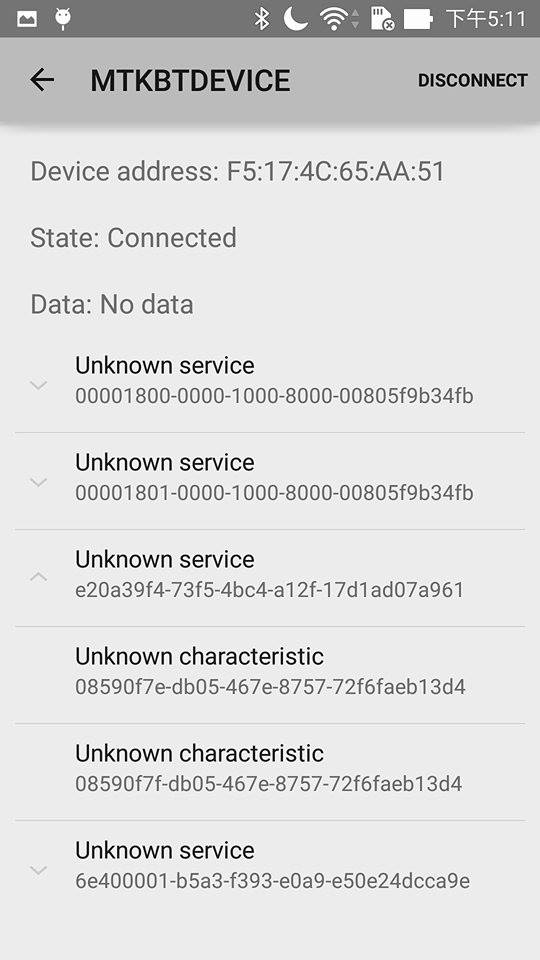 下午5:11
MTKBTDEVICE
DISCONNECT
Device address: F5:17:4C:65:AA:51
State: Connected
Data: No data
Unknown service
00001800-0000-1000-8000-00805f9b34fb
Unknown service
00001801-0000-1000-8000-00805f9b34fb
Unknown service
e20a39f4-73f5-4bc4-a12f-17d1ad07a961
Unknown characteristic
08590f7e-db05-467e-8757-72f6faeb13d4
Unknown characteristic
08590f7f-db05-467e-8757-72f6faeb13d4
Unknown service
6e400001-b5a3-f393-e0a9-e50e24dcca9e